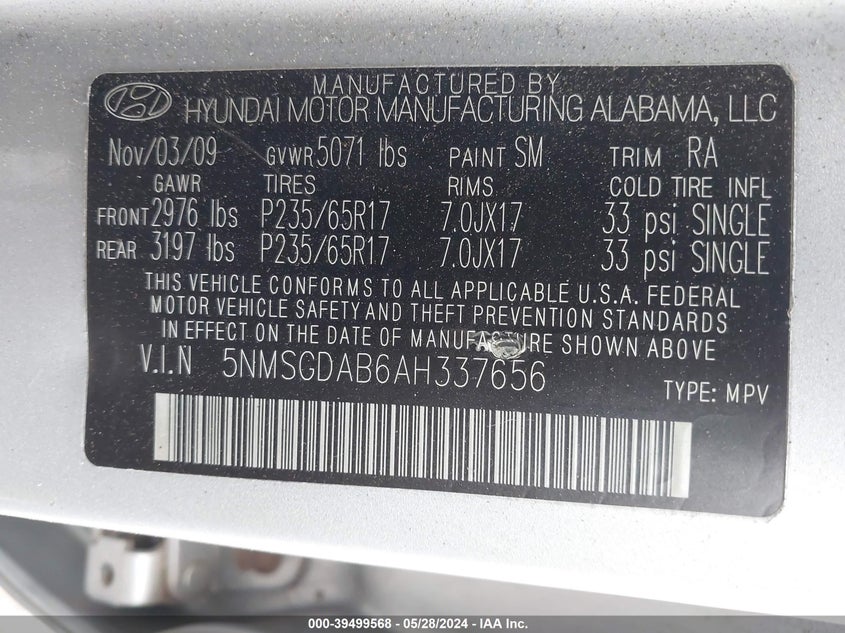 MANUFACTURED BY
HYUNDAI MOTOR MANUFACTURING ALABAMA, LLC
Nov/03/09 GVWR 5071 lbs PAINT SM TRIM RA
GAWR TIRES RIMS COLD TIRE INFL
FRONT 2976 lbs P235/65R17 7.0JX17 33 psi SINGLE
REAR 3197 lbs P235/65R17 7.0JX17 33 psi SINGLE
THIS VEHICLE CONFORMS TO ALL APPLICABLE U.S.A. FEDERAL
MOTOR VEHICLE SAFETY AND THEFT PREVENTION STANDARDS
IN EFFECT ON THE DATE OF MANUFACTURE SHOWN ABOVE
V.I.N 5NMSGDAB6AH337656
TYPE: MPV
000-39499568 - 05/28/2024 - IAA Inc.